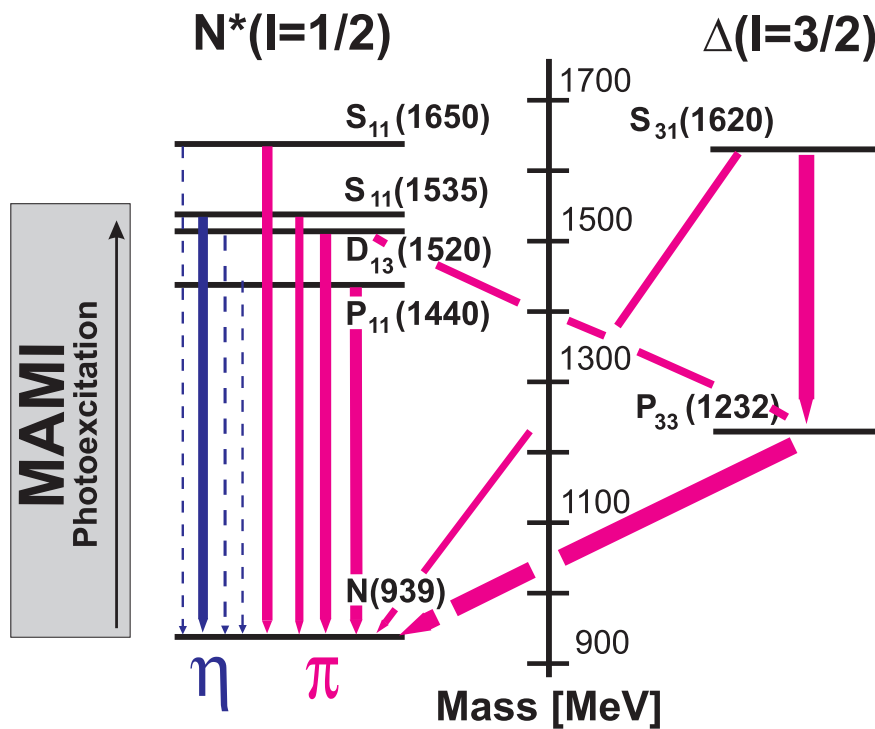 N*(I=1/2)
Δ(I=3/2)
1700
S11(1650)
S31(1620)
S11(1535)
1500
D13(1520)
P11(1440)
1300
P33(1232)
MAMI
Photoexcitation
1100
N(939)
900
η
π
Mass [MeV]